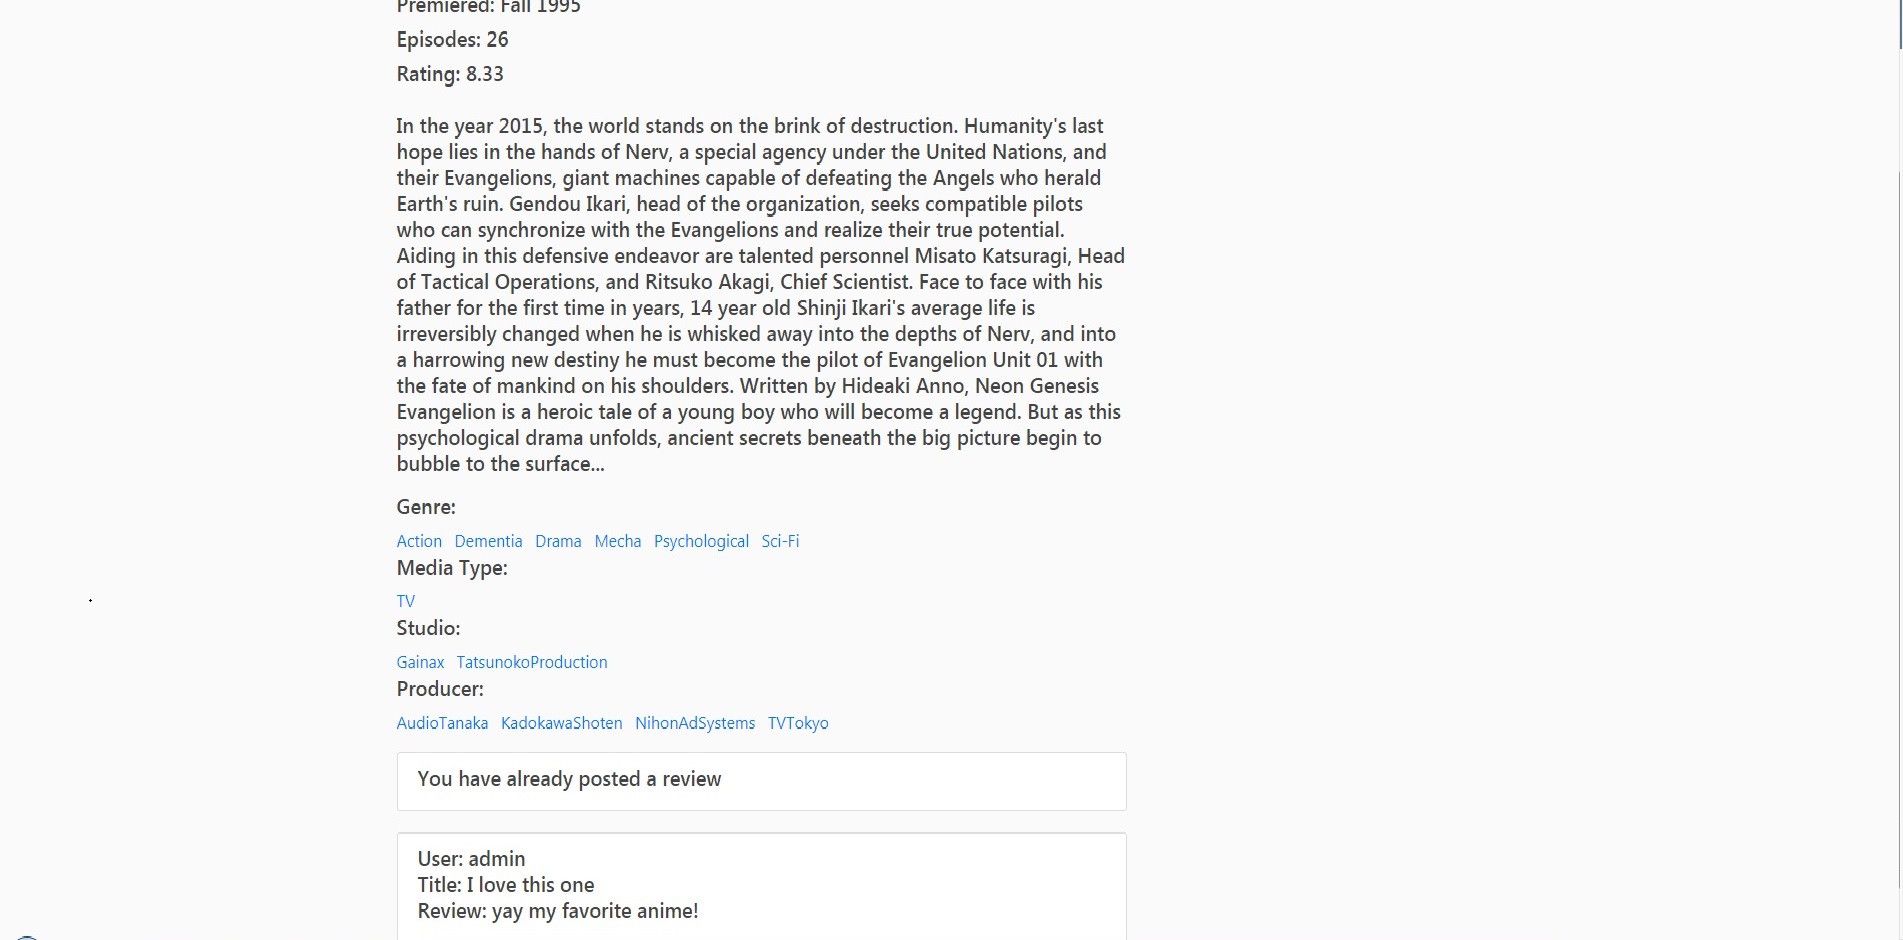 Premiered: Fall 1995
Episodes: 26
Rating: 8.33
In the year 2015, the world stands on the brink of destruction. Humanity's last
hope lies in the hands of Nerv, a special agency under the United Nations, and
their Evangelions, giant machines capable of defeating the Angels who herald
Earth's ruin. Gendou Ikari, head of the organization, seeks compatible pilots
who can synchronize with the Evangelions and realize their true potential.
Aiding in this defensive endeavor are talented personnel Misato Katsuragi, Head
of Tactical Operations, and Ritsuko Akagi, Chief Scientist. Face to face with his
father for the first time in years, 14 year old Shinji Ikari's average life is
irreversibly changed when he is whisked away into the depths of Nerv, and into
a harrowing new destiny he must become the pilot of Evangelion Unit 01 with
the fate of mankind on his shoulders. Written by Hideaki Anno, Neon Genesis
Evangelion is a heroic tale of a young boy who will become a legend. But as this
psychological drama unfolds, ancient secrets beneath the big picture begin to
bubble to the surface...
Genre:
Action Dementia Drama Mecha Psychological Sci-Fi
Media Type:
TV
Studio:
Gainax TatsunokoProduction
Producer:
AudioTanaka KadokawaShoten NihonAdSystems TVTokyo
You have already posted a review
User: admin
Title: I love this one
Review: yay my favorite anime!